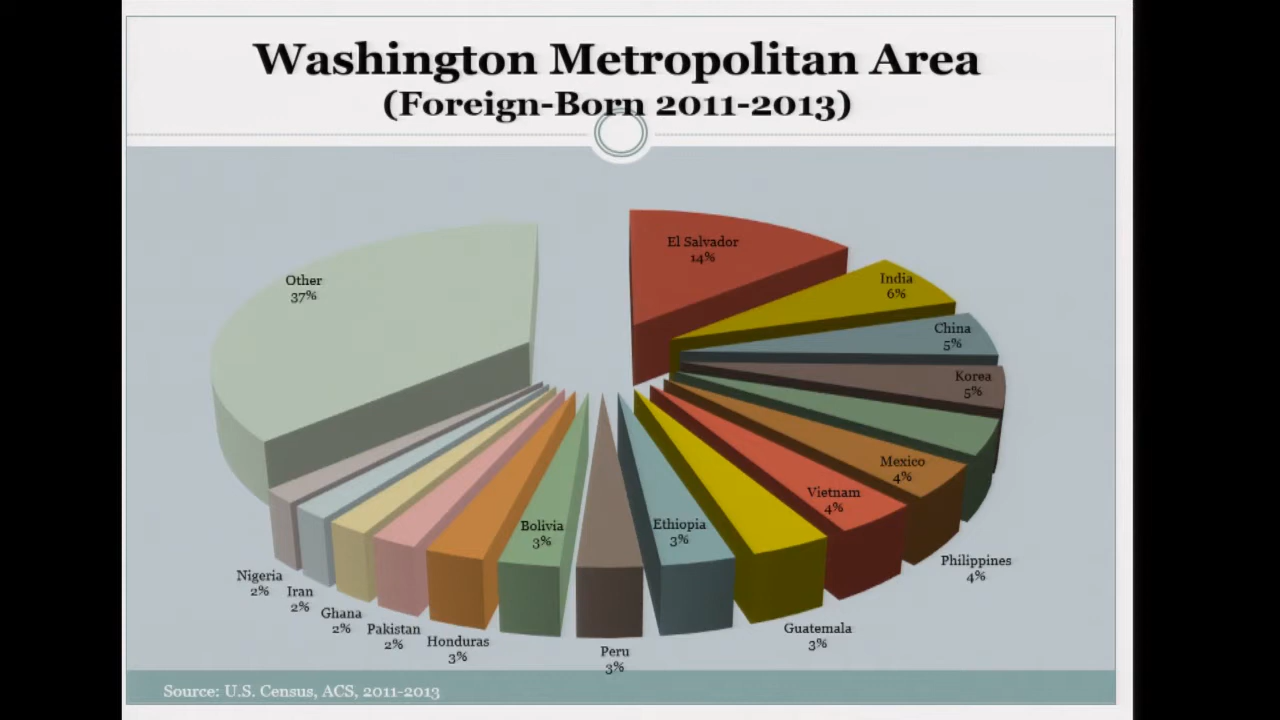 Washington Metropolitan Area
(Foreign-Born 2011-2013)
El Salvador
14%
India
6%
China
5%
Korea
5%
Philippines
4%
Mexico
4%
Vietnam
4%
Guatemala
3%
Ethiopia
3%
Peru
3%
Bolivia
3%
Honduras
3%
Pakistan
2%
Ghana
2%
Iran
2%
Nigeria
2%
Other
37%
Source: U.S. Census, ACS, 2011-2013